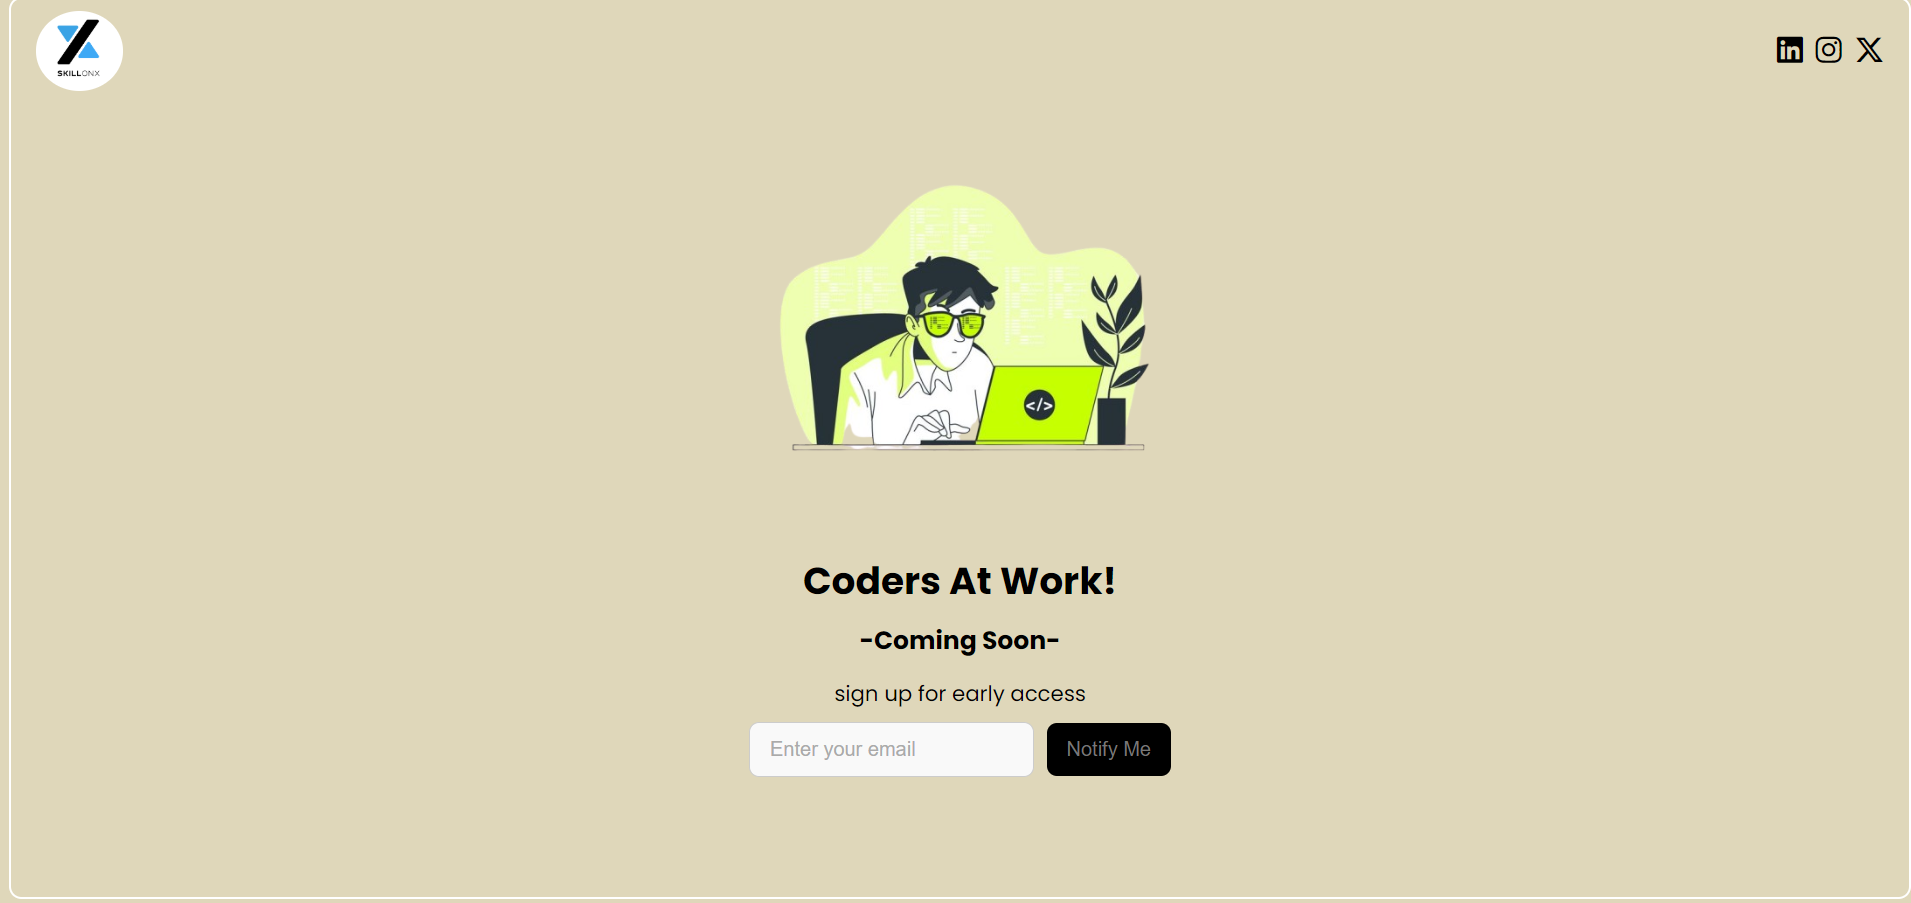 SKILLONX
</>
Coders At Work!
-Coming Soon-
sign up for early access
Enter your email
Notify Me